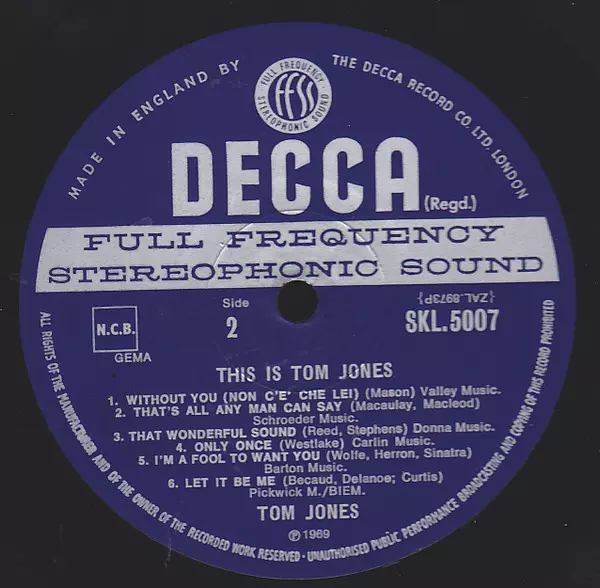 MADE IN ENGLAND BY
THE DECCA RECORD CO. LTD. LONDON
FULL FREQUENCY
FFSS
STEREOPHONIC SOUND
DECCA (Regd.)
FULL FREQUENCY
STEREOPHONIC SOUND
N.C.B.
GEMA
Side
2
{ZAL.8973P}
SKL.5007
THIS IS TOM JONES
1. WITHOUT YOU (NON C'E' CHE LEI) (Mason) Valley Music.
2. THAT'S ALL ANY MAN CAN SAY (Macaulay, Macleod)
Schroeder Music.
3. THAT WONDERFUL SOUND (Reed, Stephens) Donna Music.
4. ONLY ONCE (Westlake) Carlin Music.
5. I'M A FOOL TO WANT YOU (Wolfe, Herron, Sinatra)
Barton Music.
6. LET IT BE ME (Becaud, Delanoe; Curtis)
Pickwick M./BIEM.
TOM JONES
℗ 1969
ALL RIGHTS OF THE MANUFACTURER AND OF THE OWNER OF THE RECORDED WORK RESERVED · UNAUTHORISED PUBLIC PERFORMANCE BROADCASTING AND COPYING OF THIS RECORD PROHIBITED